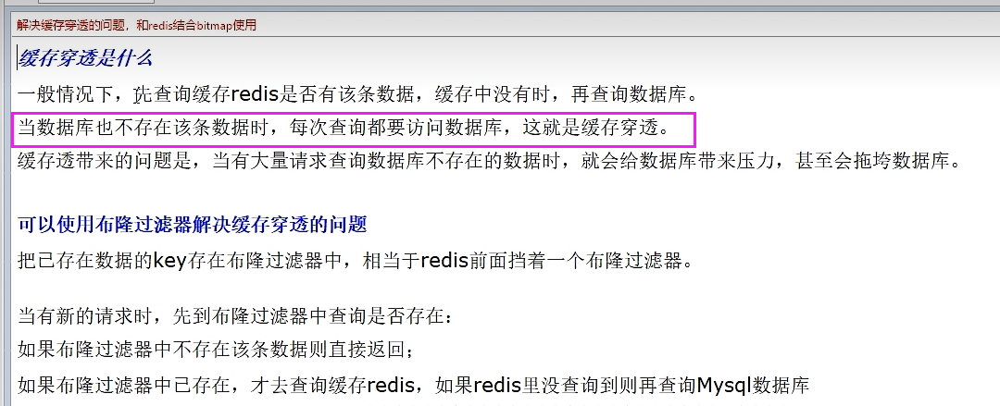 解决缓存穿透的问题，和redis结合bitmap使用
缓存穿透是什么
一般情况下，先查询缓存redis是否有该条数据，缓存中没有时，再查询数据库。
当数据库也不存在该条数据时，每次查询都要访问数据库，这就是缓存穿透。
缓存透带来的问题是，当有大量请求查询数据库不存在的数据时，就会给数据库带来压力，甚至会拖垮数据库。
可以使用布隆过滤器解决缓存穿透的问题
把已存在数据的key存在布隆过滤器中，相当于redis前面挡着一个布隆过滤器。
当有新的请求时，先到布隆过滤器中查询是否存在：
如果布隆过滤器中不存在该条数据则直接返回；
如果布隆过滤器中已存在，才去查询缓存redis，如果redis里没查询到则再查询Mysql数据库